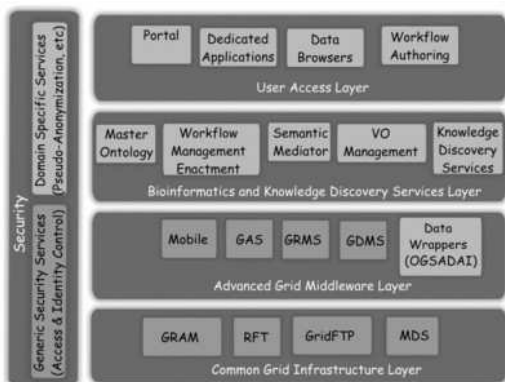 Security
Domain Specific Services
(Pseudo-Anonymization, etc)
Generic Security Services
(Access & Identity Control)
Portal
Dedicated
Applications
Data
Browsers
Workflow
Authoring
User Access Layer
Master
Ontology
Workflow
Management
Enactment
Semantic
Mediator
VO
Management
Knowledge
Discovery
Services
Bioinformatics and Knowledge Discovery Services Layer
Mobile
GAS
GRMS
GDMS
Data
Wrappers
(OGSADAI)
Advanced Grid Middleware Layer
GRAM
RFT
GridFTP
MDS
Common Grid Infrastructure Layer